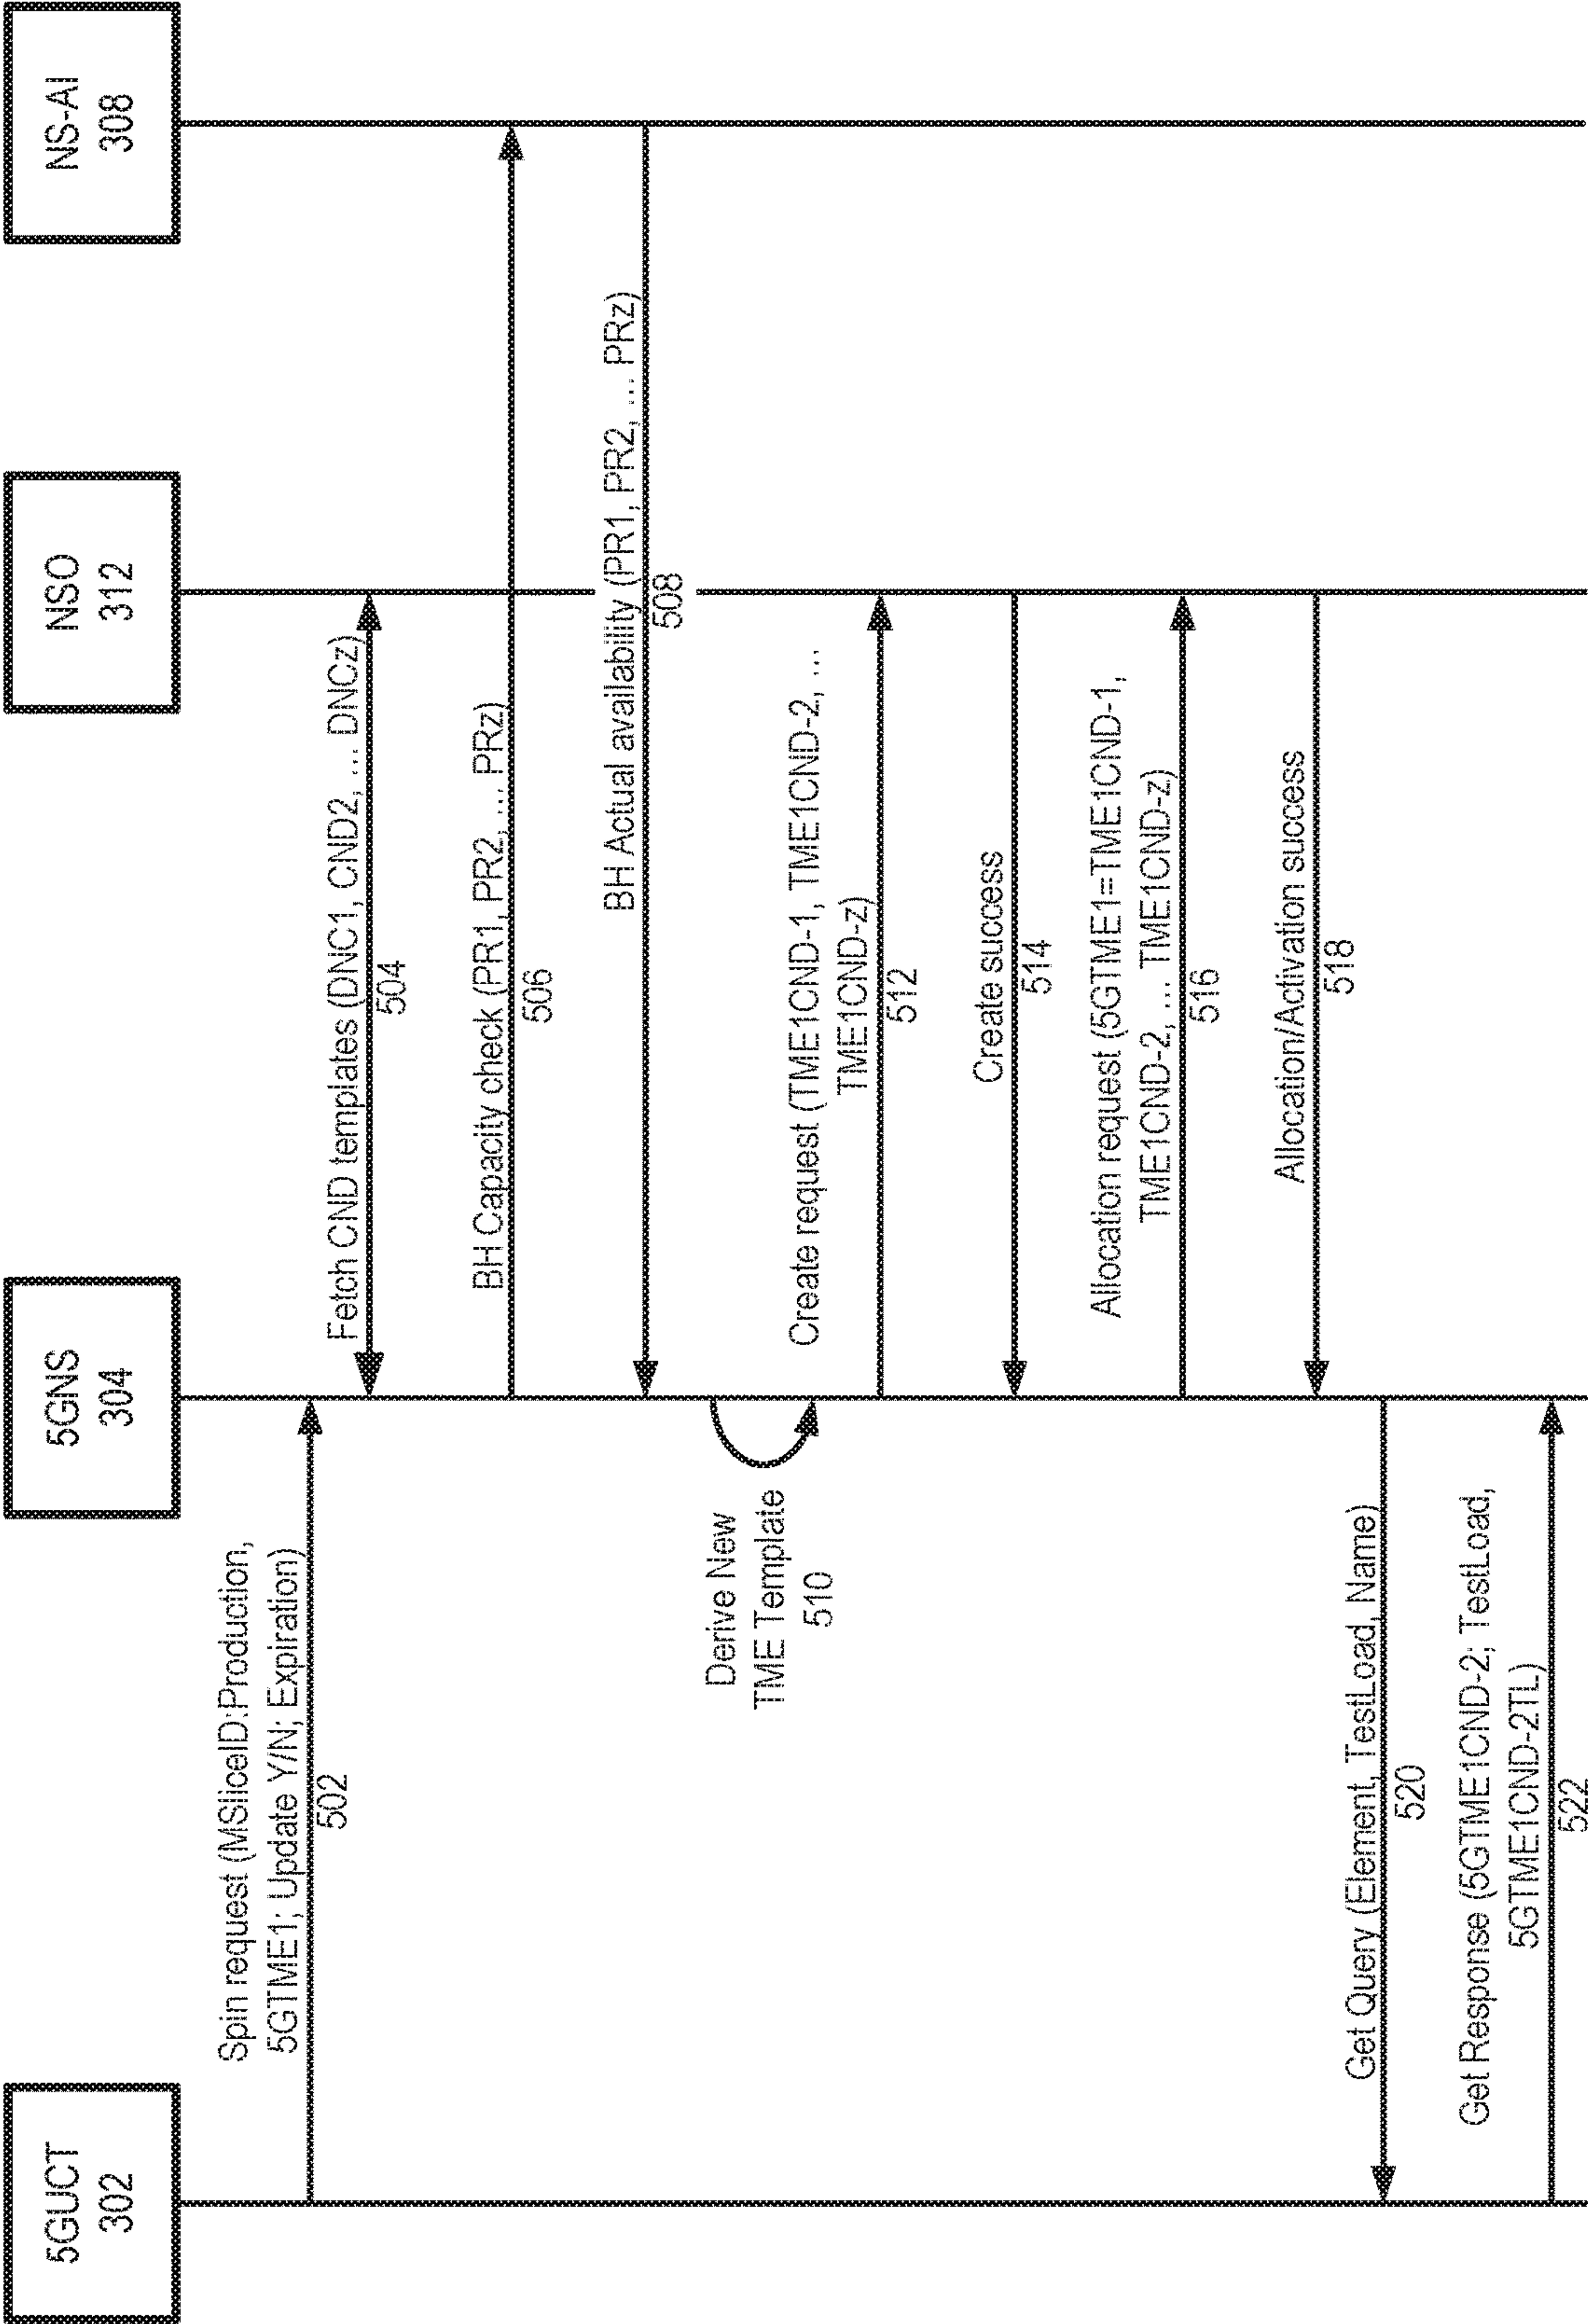 5GUCT
302
5GNS
304
NSO
312
NS-AI
308
Spin request (MSliceID:Production,
5GTME1; Update Y/N; Expiration)
502
Fetch CND templates (DNC1, CND2, ... DNCz)
504
BH Capacity check (PR1, PR2, ... PRz)
506
BH Actual availability (PR1, PR2, ... PRz)
508
Derive New
TME Template
510
Create request (TME1CND-1, TME1CND-2, ...
TME1CND-z)
512
Create success
514
Allocation request (5GTME1=TME1CND-1,
TME1CND-2, ... TME1CND-z)
516
Allocation/Activation success
518
Get Query (Element, TestLoad, Name)
520
Get Response (5GTME1CND-2; TestLoad,
5GTME1CND-2TL)
522